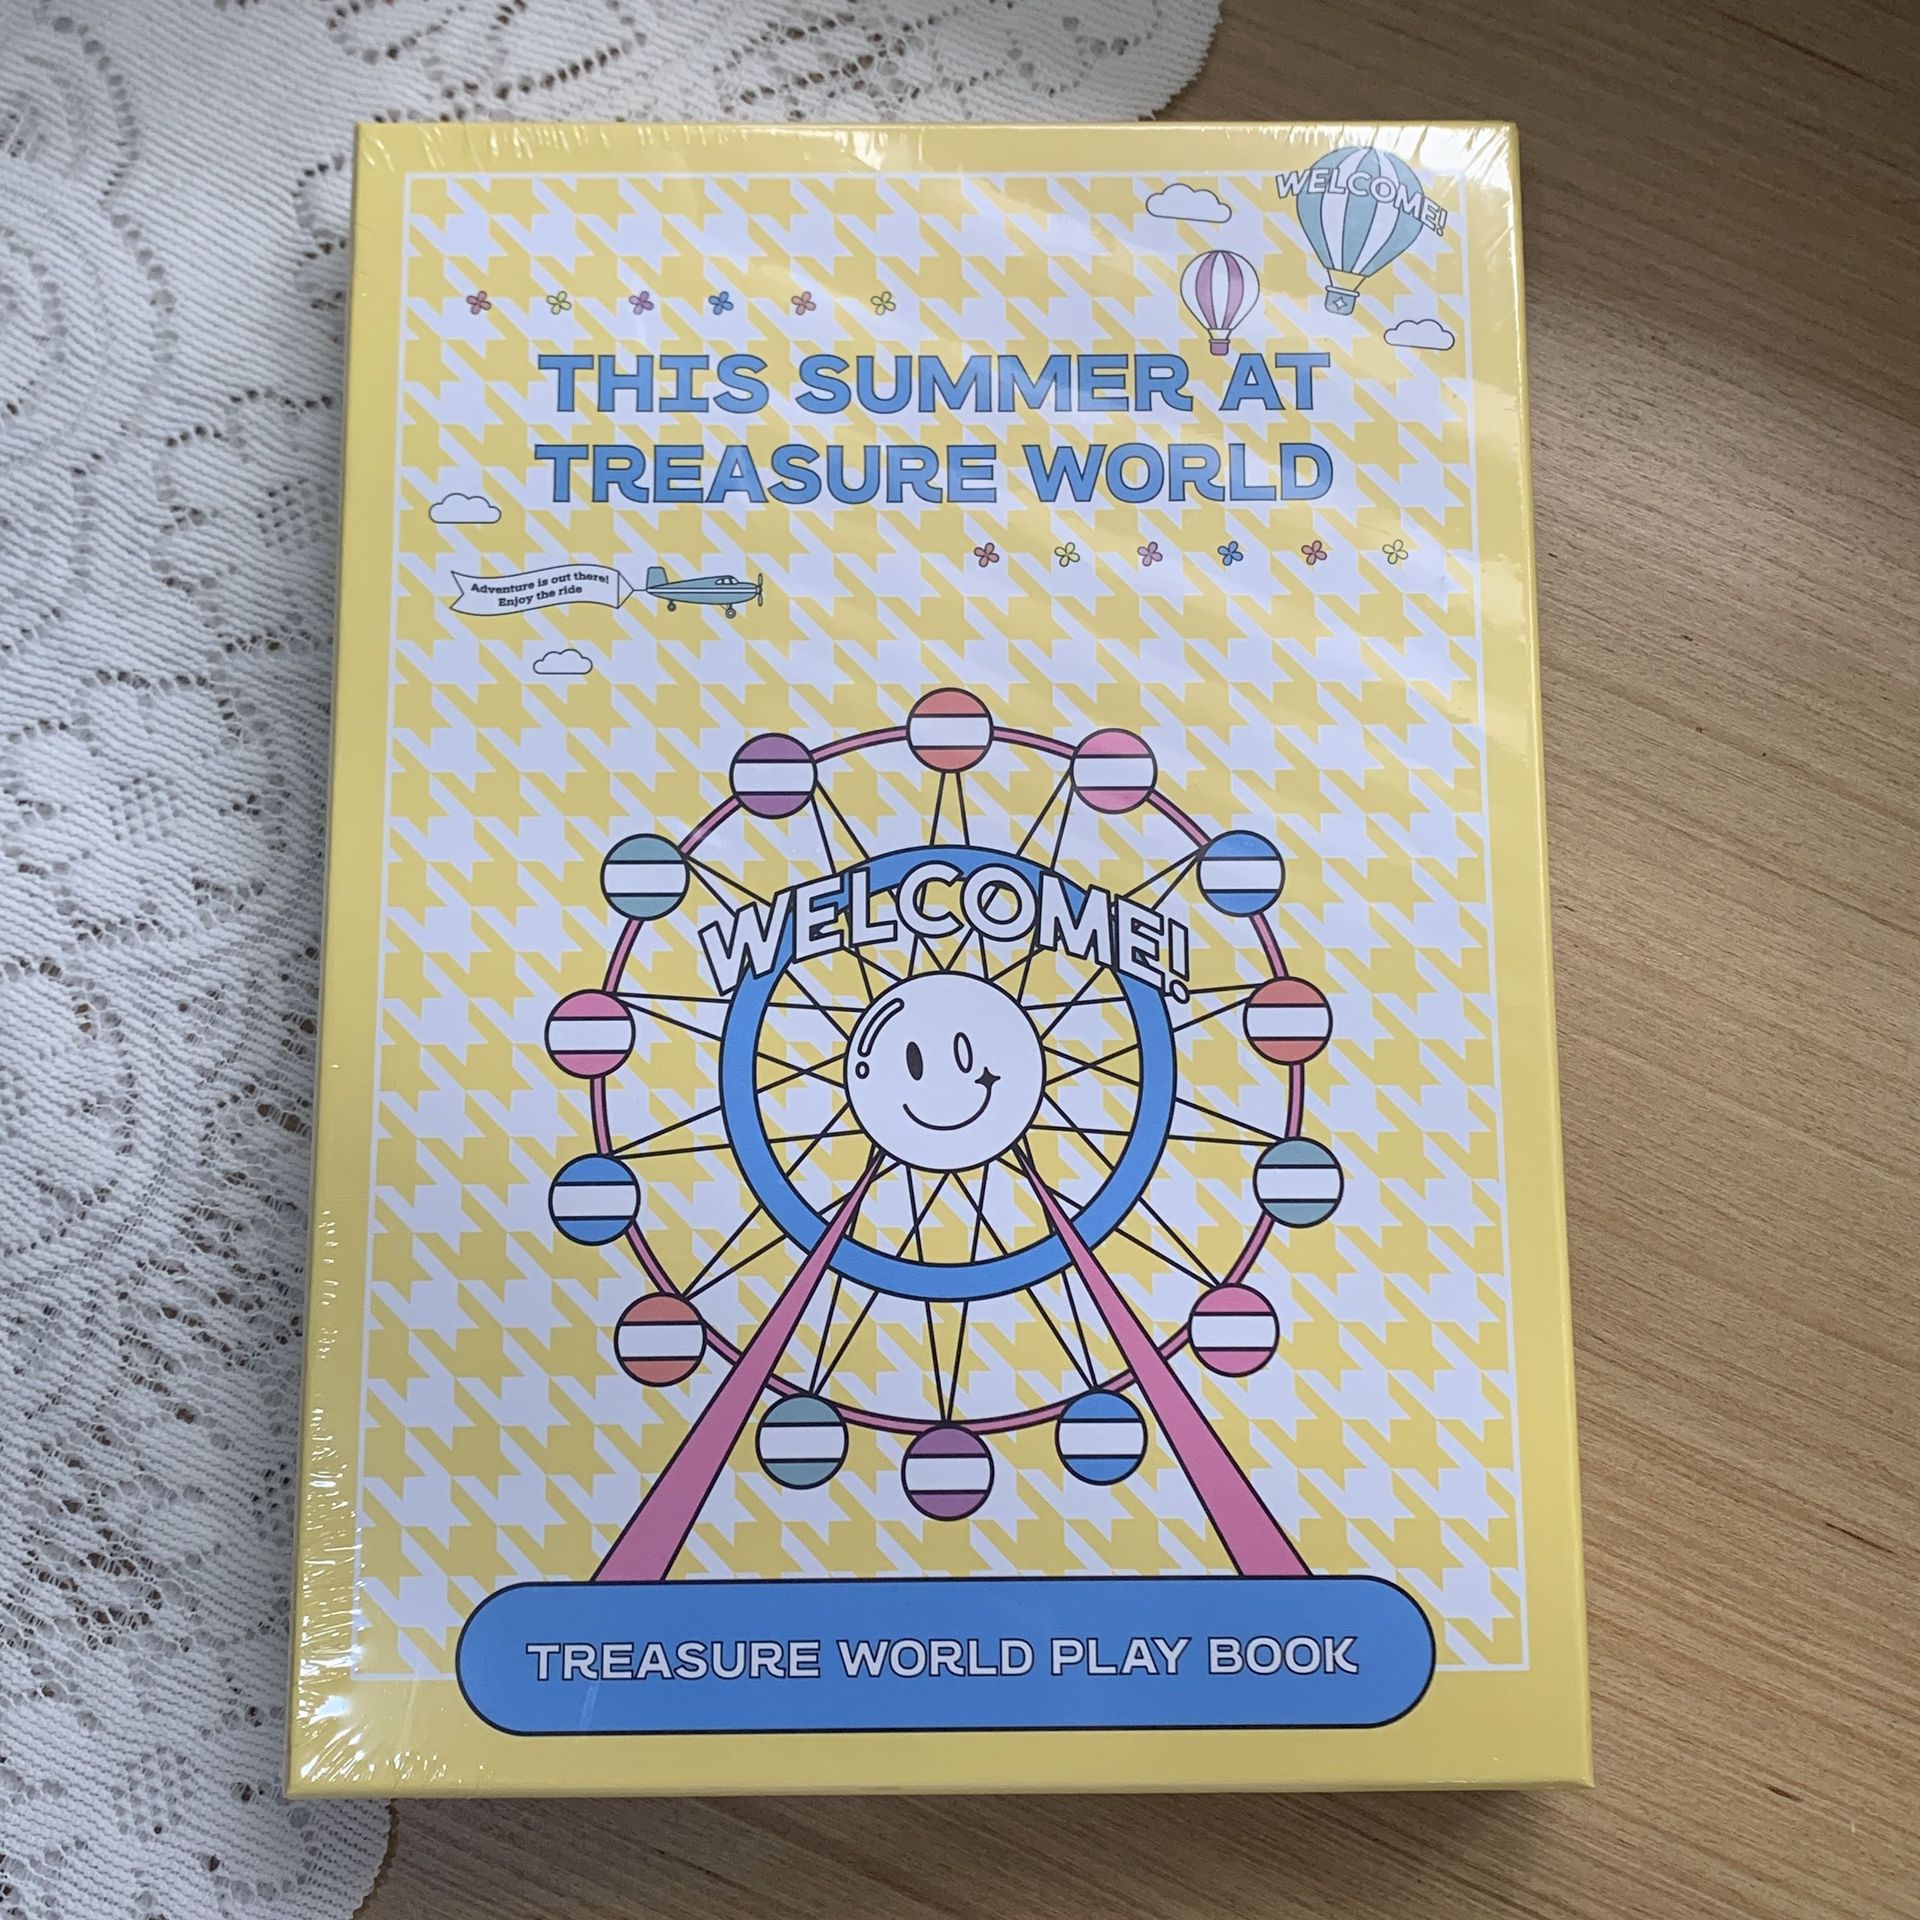 WELCOME!
THIS SUMMER AT
TREASURE WORLD
Adventure is out there!
Enjoy the ride
WELCOME!
TREASURE WORLD PLAY BOOK